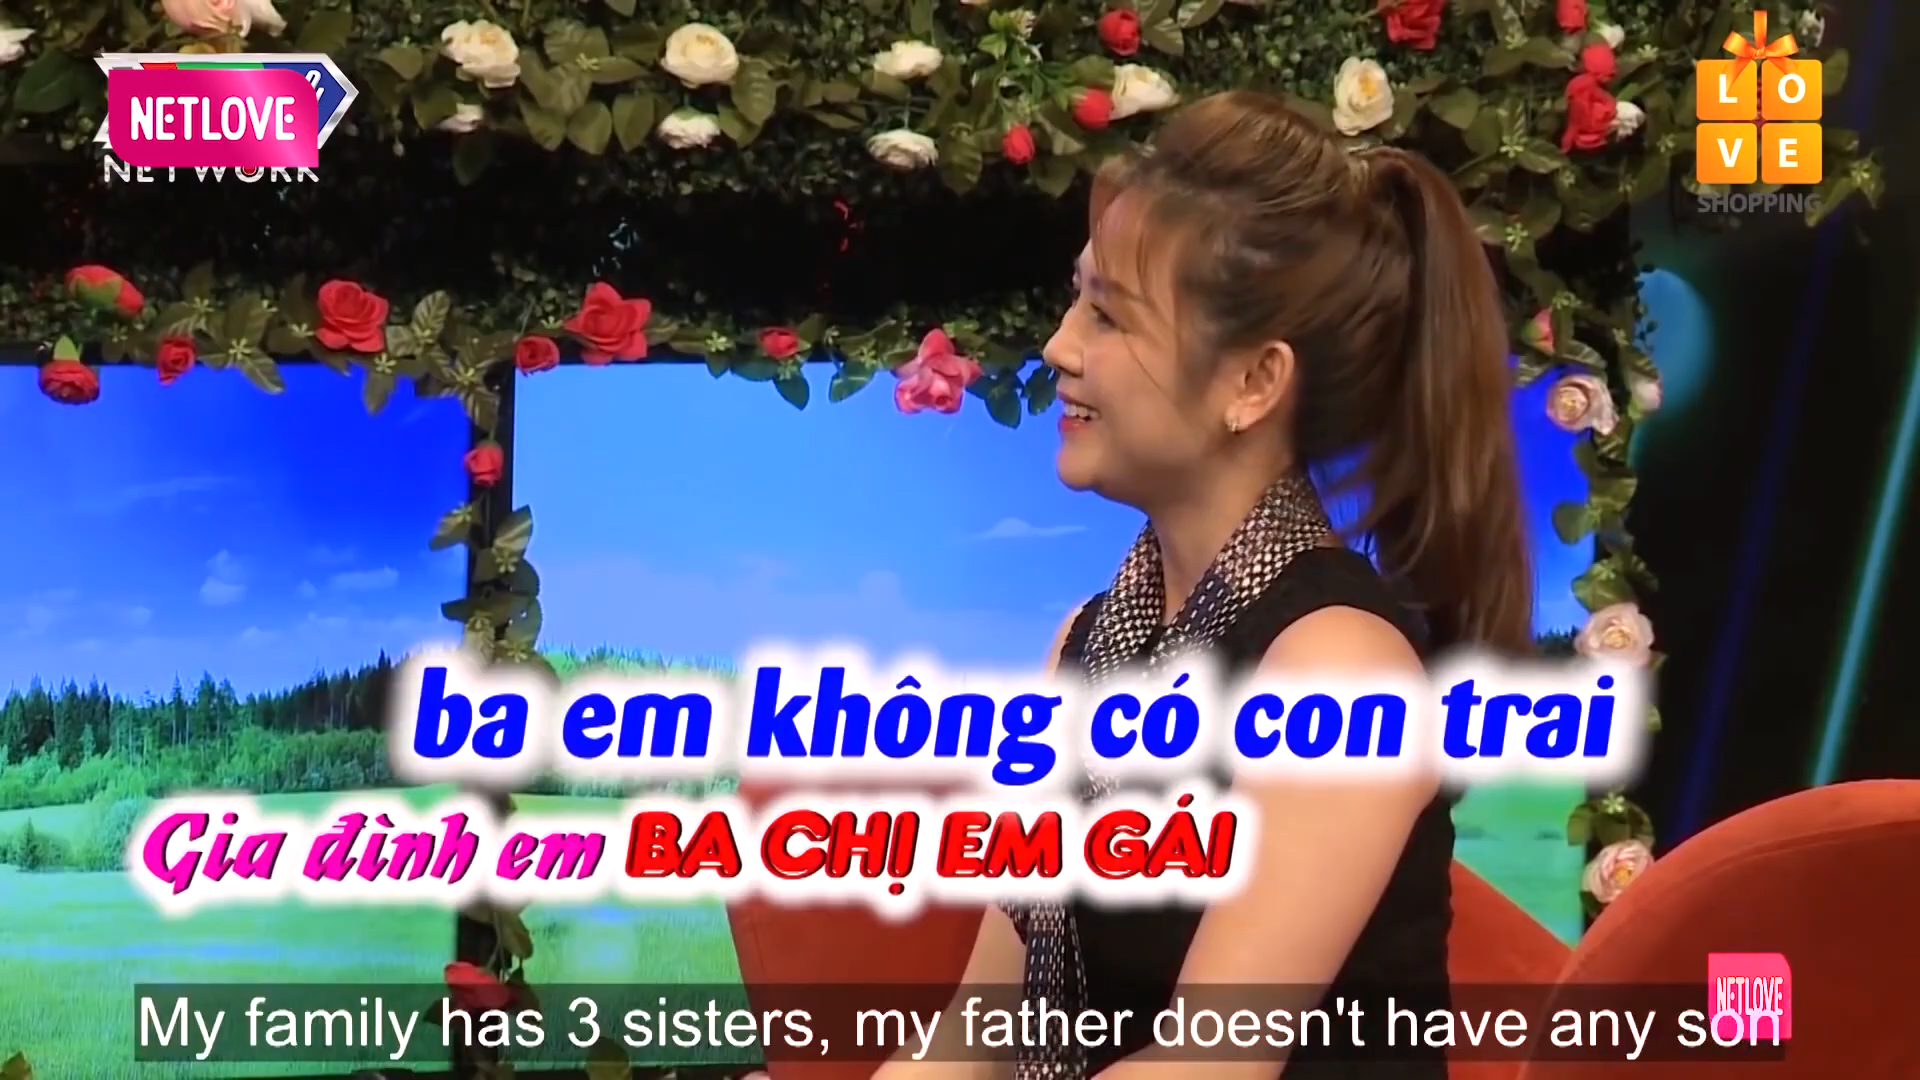 NETLOVE
NETWORK
LOVE
SHOPPING
ba em không có con trai
Gia đình em BA CHỊ EM GÁI
NETLOVE
My family has 3 sisters, my father doesn't have any son